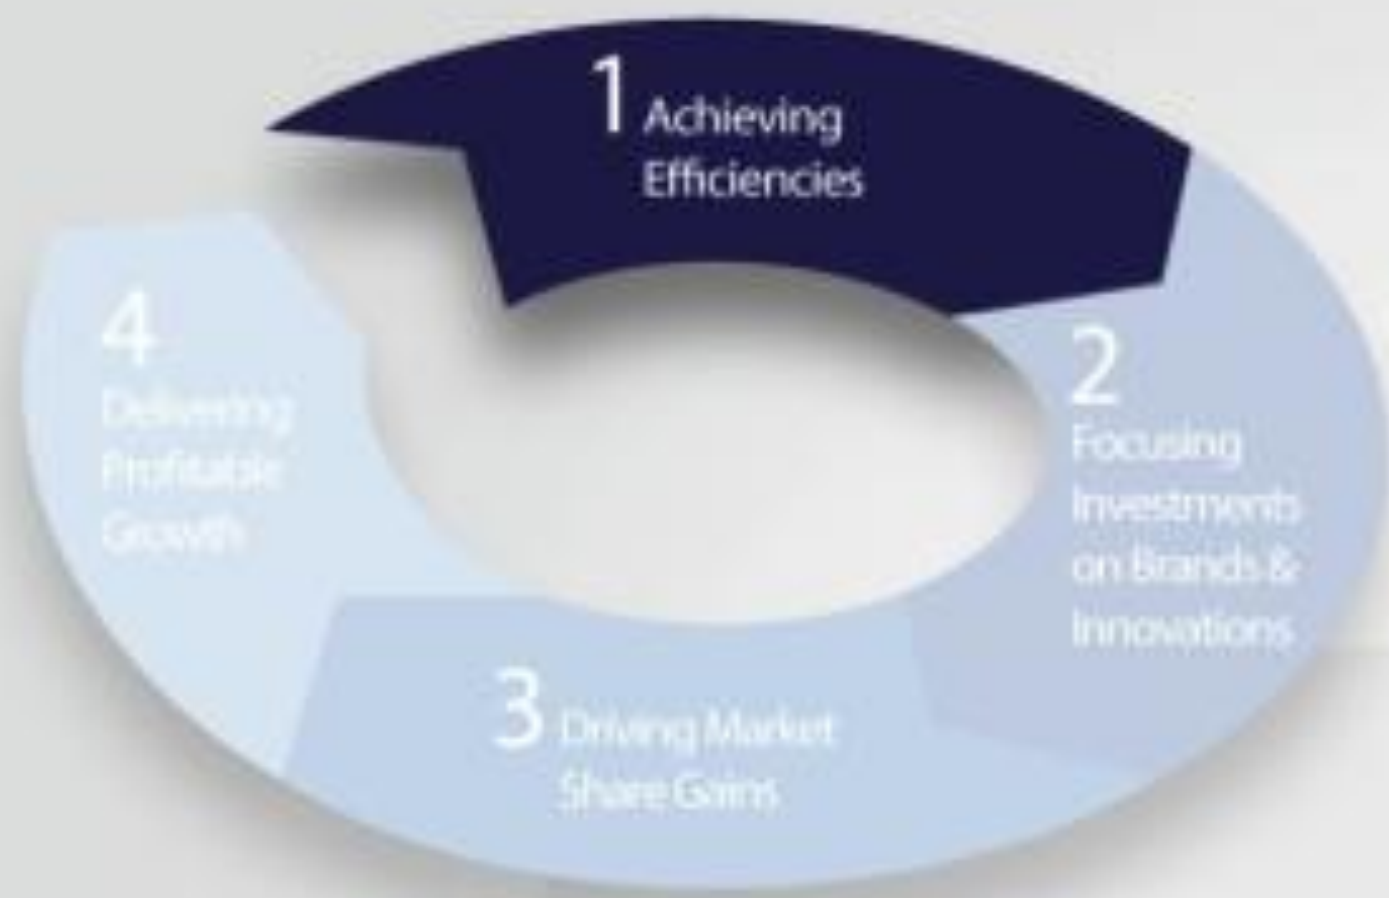 1 Achieving
Efficiencies
2
Focusing
Investments
on Brands &
Innovations
3 Driving Market
Share Gains
4
Delivering
Profitable
Growth